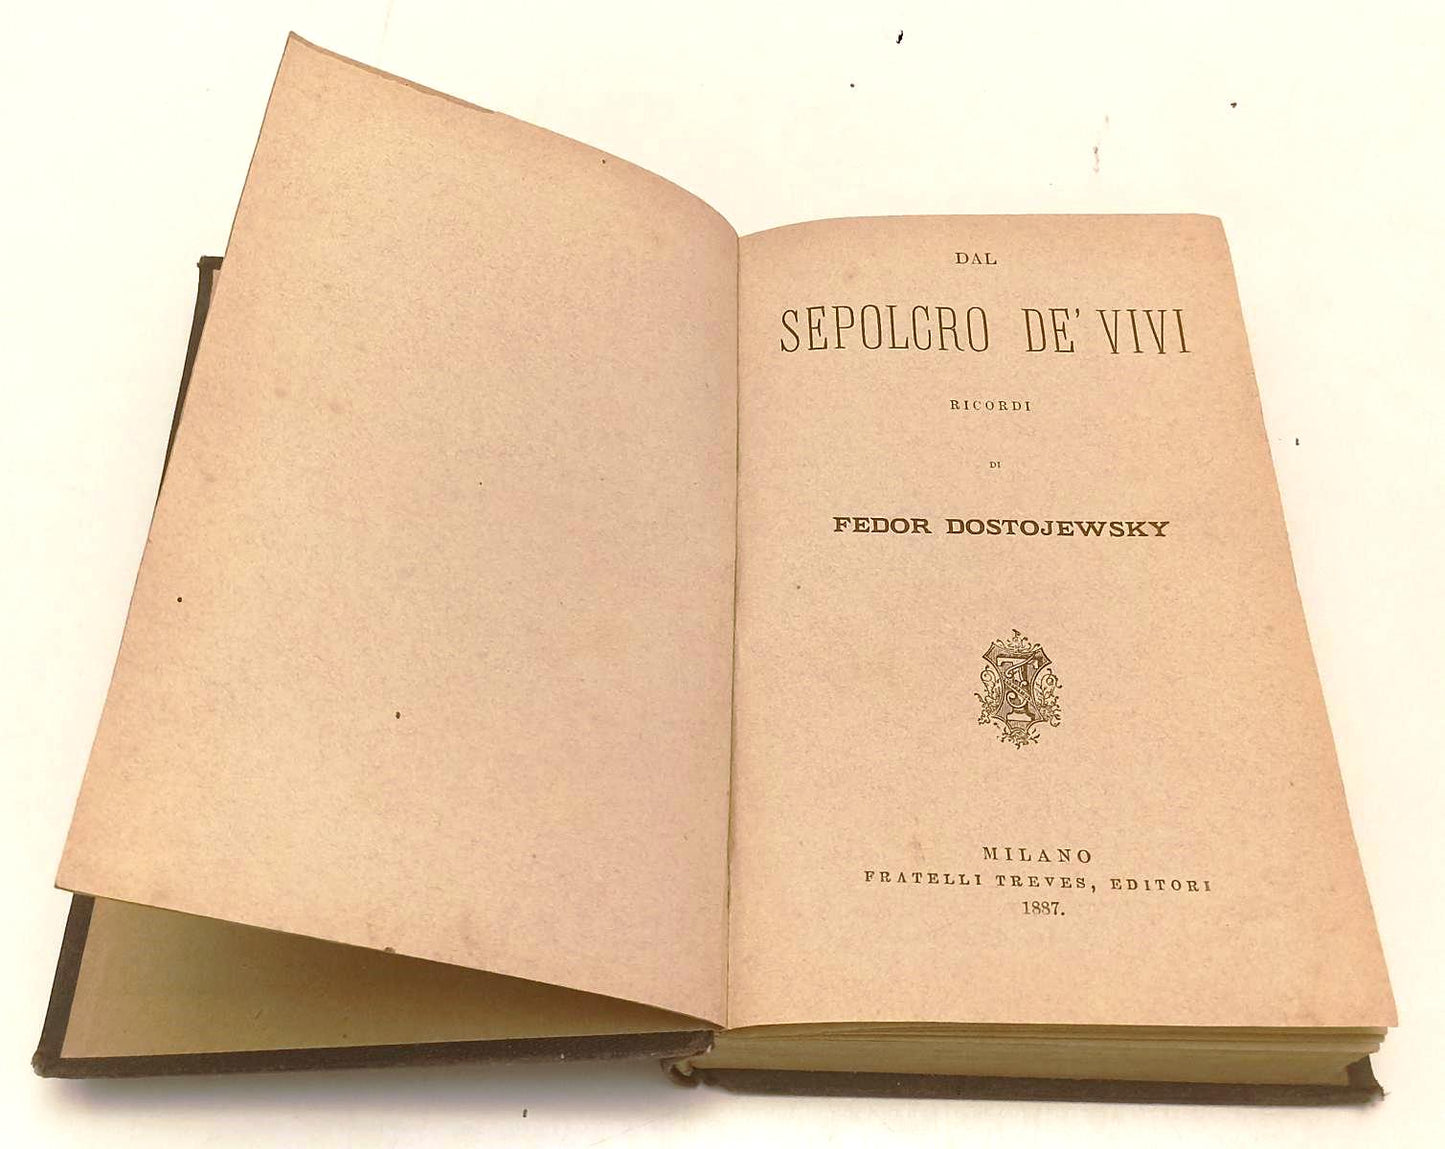 DAL
SEPOLCRO DE' VIVI
RICORDI
DI
FEDOR DOSTOJEWSKY
MILANO
FRATELLI TREVES, EDITORI
1887.